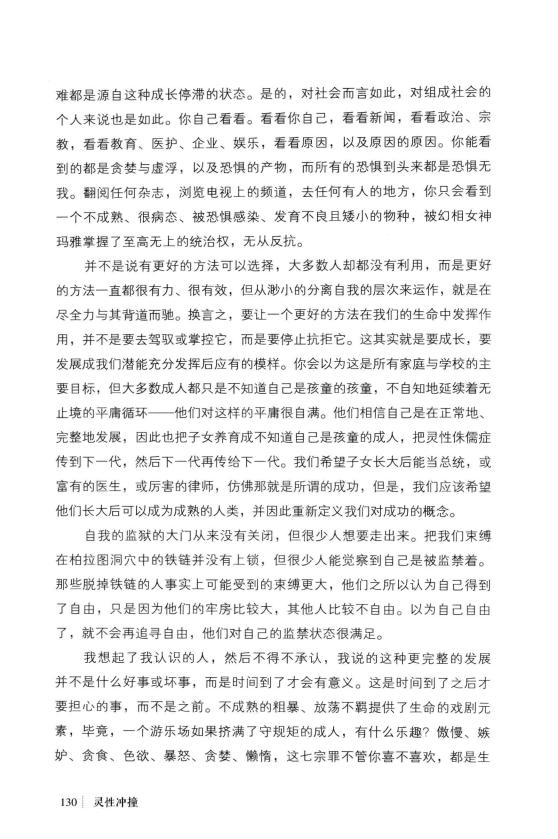 难都是源自这种成长停滞的状态。是的，对社会而言如此，对组成社会的
个人来说也是如此。你自己看看。看看你自己，看看新闻，看看政治、宗
教，看看教育、医护、企业、娱乐，看看原因，以及原因的原因。你能看
到的都是贪婪与虚浮，以及恐惧的产物，而所有的恐惧到头来都是恐惧无
我。翻阅任何杂志，浏览电视上的频道，去任何有人的地方，你只会看到
一个不成熟、很病态、被恐惧感染、发育不良且矮小的物种，被幻相女神
玛雅掌握了至高无上的统治权，无从反抗。
并不是说有更好的方法可以选择，大多数人却都没有利用，而是更好
的方法一直都很有力、很有效，但从渺小的分离自我的层次来运作，就是在
尽全力与其背道而驰。换言之，要让一个更好的方法在我们的生命中发挥作
用，并不是要去驾驭或掌控它，而是要停止抗拒它。这其实就是要成长，要
发展成我们潜能充分发挥后应有的模样。你会以为这是所有家庭与学校的主
要目标，但大多数成人都只是不知道自己是孩童的孩童，不自知地延续着无
止境的平庸循环——他们对这样的平庸很自满。他们相信自己是在正常地、
完整地发展，因此也把子女养育成不知道自己是孩童的成人，把灵性侏儒症
传到下一代，然后下一代再传给下一代。我们希望子女长大后能当总统，或
富有的医生，或厉害的律师，仿佛那就是所谓的成功，但是，我们应该希望
他们长大后可以成为成熟的人类，并因此重新定义我们对成功的概念。
自我的监狱的大门从来没有关闭，但很少人想要走出来。把我们束缚
在柏拉图洞穴中的铁链并没有上锁，但很少人能觉察到自己是被监禁着。
那些脱掉铁链的人事实上可能受到的束缚更大，他们之所以认为自己得到
了自由，只是因为他们的牢房比较大，其他人比较不自由。以为自己自由
了，就不会再追寻自由，他们对自己的监禁状态很满足。
我想起了我认识的人，然后不得不承认，我说的这种更完整的发展
并不是什么好事或坏事，而是时间到了才会有意义。这是时间到了之后才
要担心的事，而不是之前。不成熟的粗暴、放荡不羁提供了生命的戏剧元
素，毕竟，一个游乐场如果挤满了守规矩的成人，有什么乐趣？傲慢、嫉
妒、贪食、色欲、暴怒、贪婪、懒惰，这七宗罪不管你喜不喜欢，都是生
130 灵性冲撞